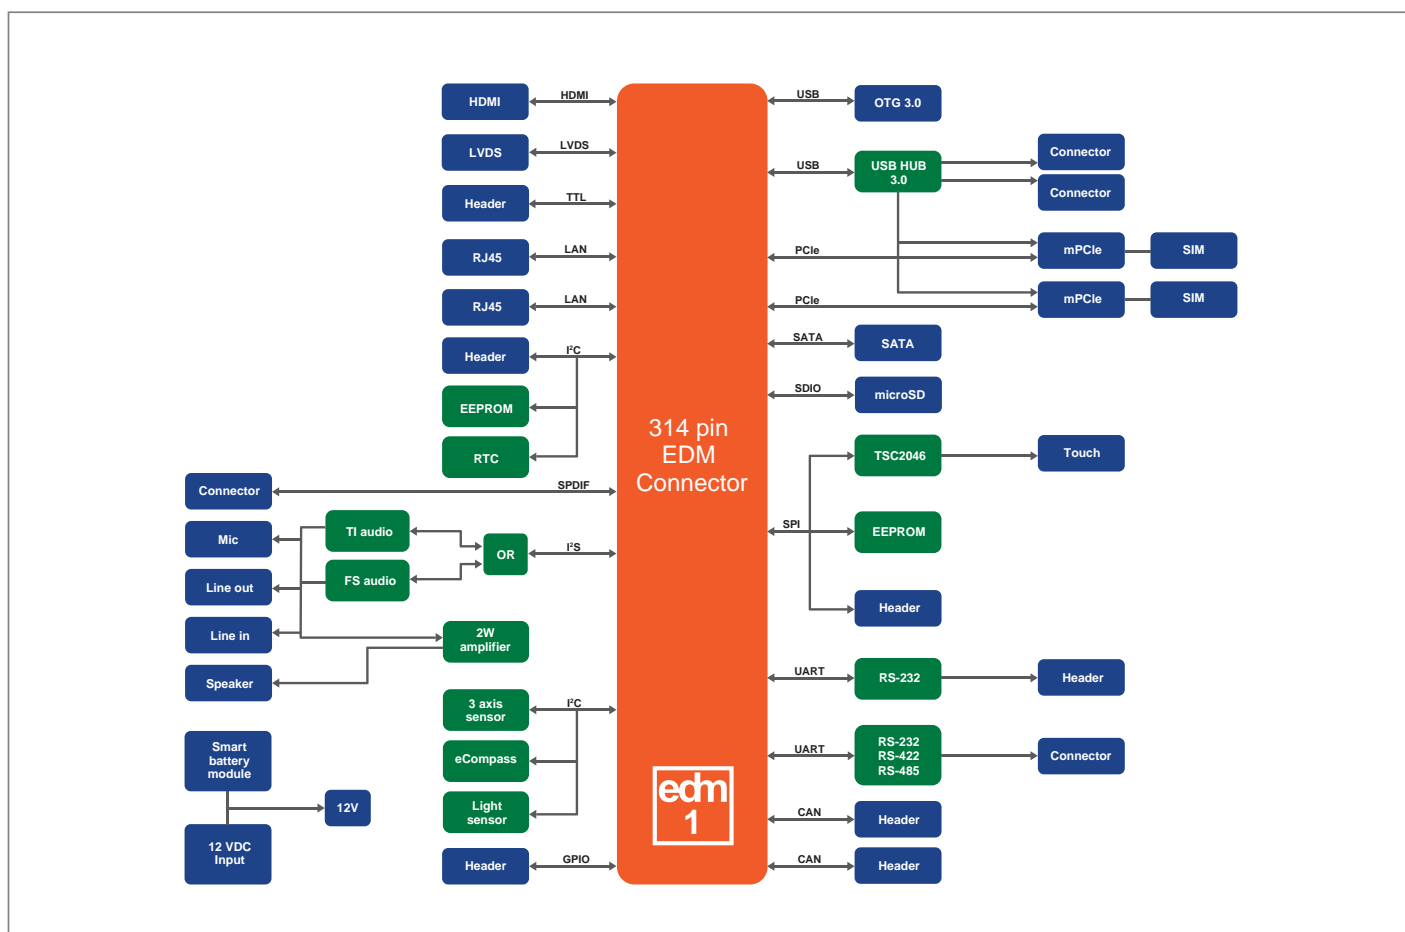 HDMI
HDMI
LVDS
LVDS
Header
TTL
RJ45
LAN
RJ45
LAN
Header
I²C
EEPROM
RTC
Connector
SPDIF
Mic
TI audio
OR
I²S
Line out
FS audio
Line in
2W
amplifier
Speaker
3 axis
sensor
I²C
Smart
battery
module
eCompass
12V
Light
sensor
12 VDC
Input
Header
GPIO
314 pin
EDM
Connector
edm
1
USB
OTG 3.0
USB
USB HUB
3.0
Connector
Connector
PCIe
mPCIe
SIM
PCIe
mPCIe
SIM
SATA
SATA
SDIO
microSD
TSC2046
Touch
SPI
EEPROM
Header
UART
RS-232
Header
UART
RS-232
RS-422
RS-485
Connector
CAN
Header
CAN
Header